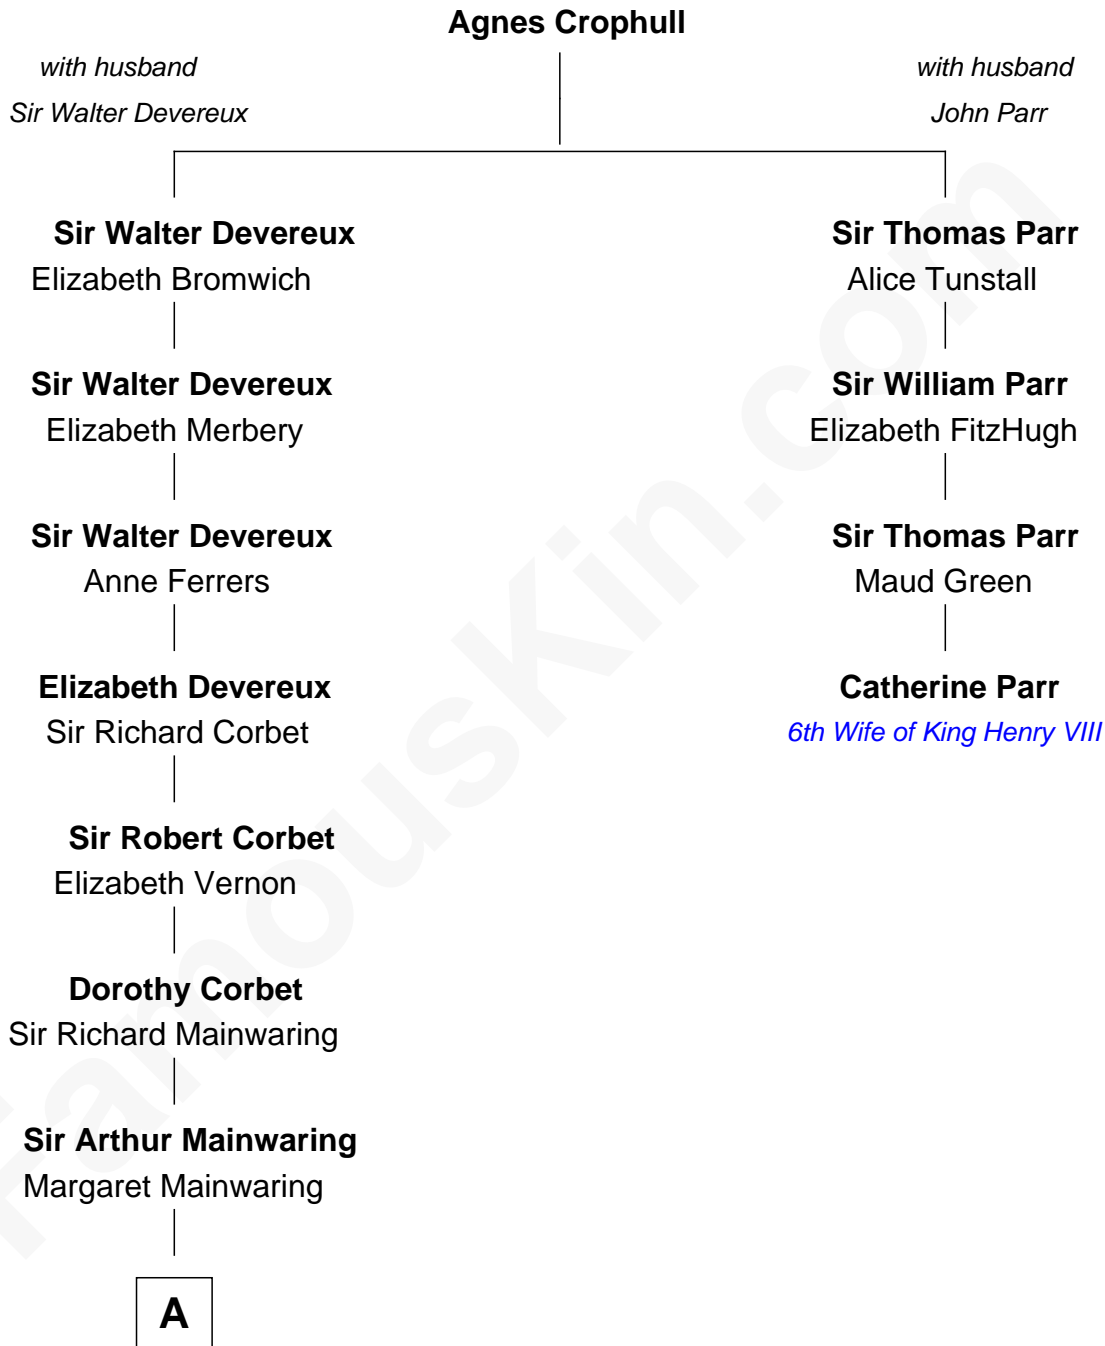 Agnes Crophull
with husband
Sir Walter Devereux
with husband
John Parr
Sir Walter Devereux
Elizabeth Bromwich
Sir Thomas Parr
Alice Tunstall
Sir Walter Devereux
Elizabeth Merbery
Sir William Parr
Elizabeth FitzHugh
Sir Walter Devereux
Anne Ferrers
Sir Thomas Parr
Maud Green
Elizabeth Devereux
Sir Richard Corbet
Catherine Parr
6th Wife of King Henry VIII
Sir Robert Corbet
Elizabeth Vernon
Dorothy Corbet
Sir Richard Mainwaring
Sir Arthur Mainwaring
Margaret Mainwaring
A
FamousKin.com